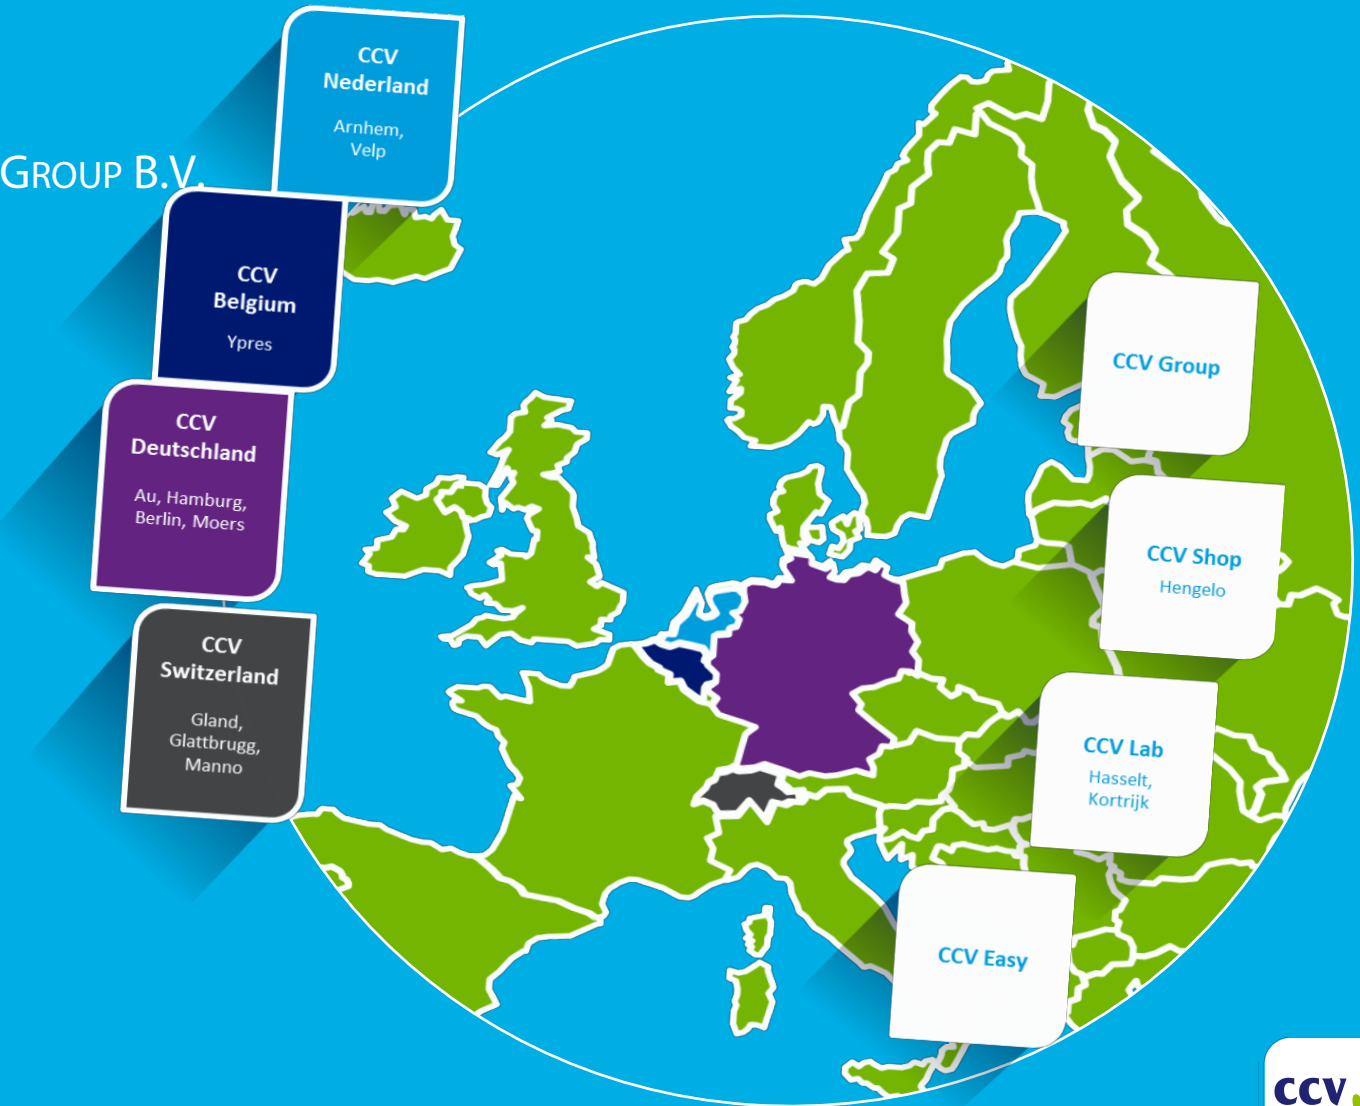 CCV
Nederland
Arnhem,
Velp
GROUP B.V.
CCV
Belgium
Ypres
CCV
Deutschland
Au, Hamburg,
Berlin, Moers
CCV
Switzerland
Gland,
Glattbrugg,
Manno
CCV Group
CCV Shop
Hengelo
CCV Lab
Hasselt,
Kortrijk
CCV Easy
ccv